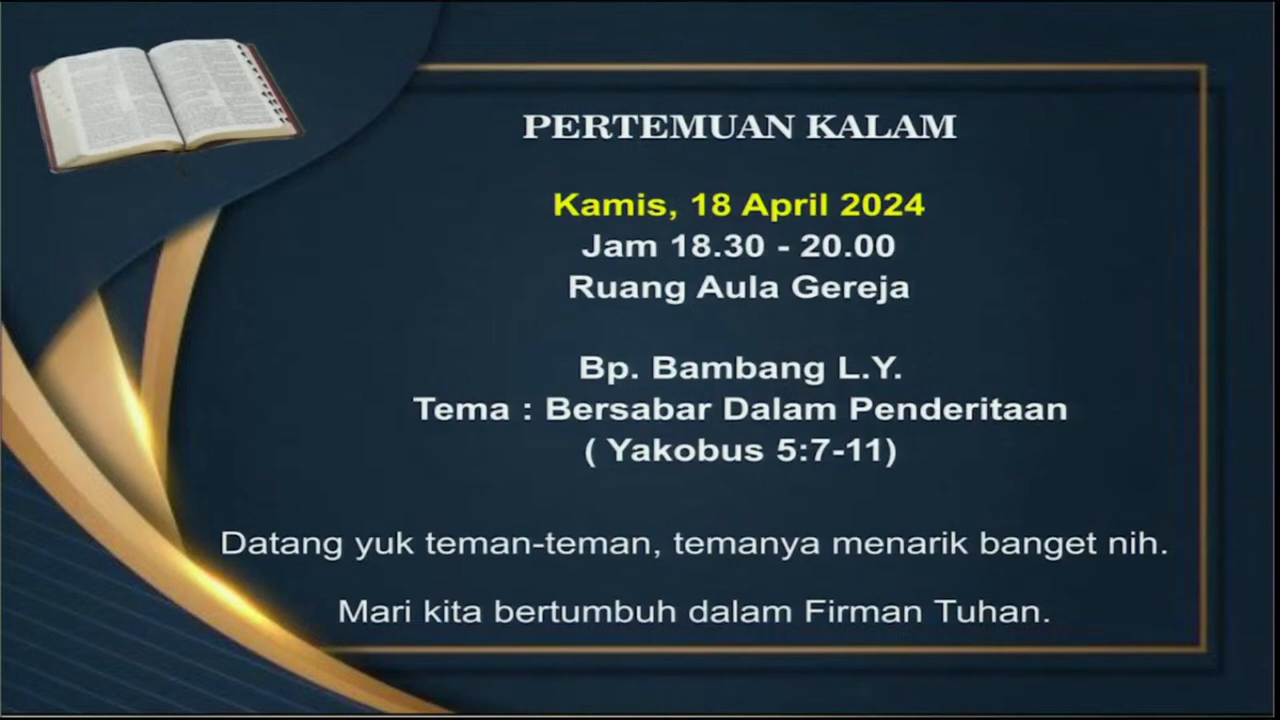 PERTEMUAN KALAM
Kamis, 18 April 2024
Jam 18.30 - 20.00
Ruang Aula Gereja
Bp. Bambang L.Y.
Tema : Bersabar Dalam Penderitaan
( Yakobus 5:7-11)
Datang yuk teman-teman, temanya menarik banget nih.
Mari kita bertumbuh dalam Firman Tuhan.